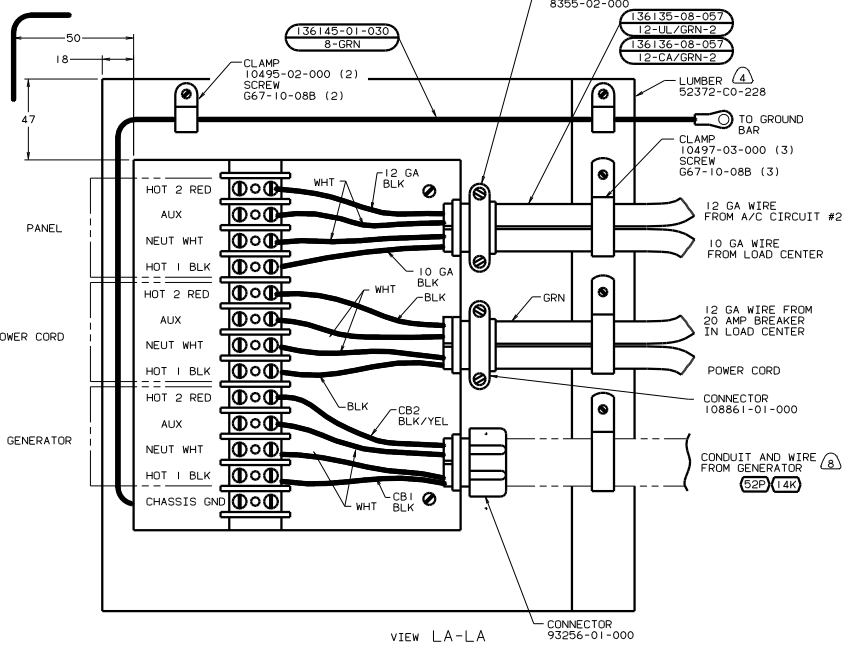 8355-02-000
136135-08-057
12-UL/GRN-2
136136-08-057
12-CA/GRN-2
136145-01-030
8-GRN
50
18
47
CLAMP
10495-02-000 (2)
SCREW
G67-10-08B (2)
LUMBER 4
52372-C0-228
TO GROUND
BAR
CLAMP
10497-03-000 (3)
SCREW
G67-10-08B (3)
PANEL
HOT 2 RED
AUX
NEUT WHT
HOT 1 BLK
WHT
12 GA
BLK
10 GA
BLK
12 GA WIRE
FROM A/C CIRCUIT #2
10 GA WIRE
FROM LOAD CENTER
OWER CORD
HOT 2 RED
AUX
NEUT WHT
HOT 1 BLK
WHT
BLK
GRN
BLK
12 GA WIRE FROM
20 AMP BREAKER
IN LOAD CENTER
POWER CORD
CONNECTOR
108861-01-000
GENERATOR
HOT 2 RED
AUX
NEUT WHT
HOT 1 BLK
CHASSIS GND
CB2
BLK/YEL
WHT
CB1
BLK
CONDUIT AND WIRE
FROM GENERATOR 8
52P 14K
CONNECTOR
93256-01-000
VIEW LA-LA